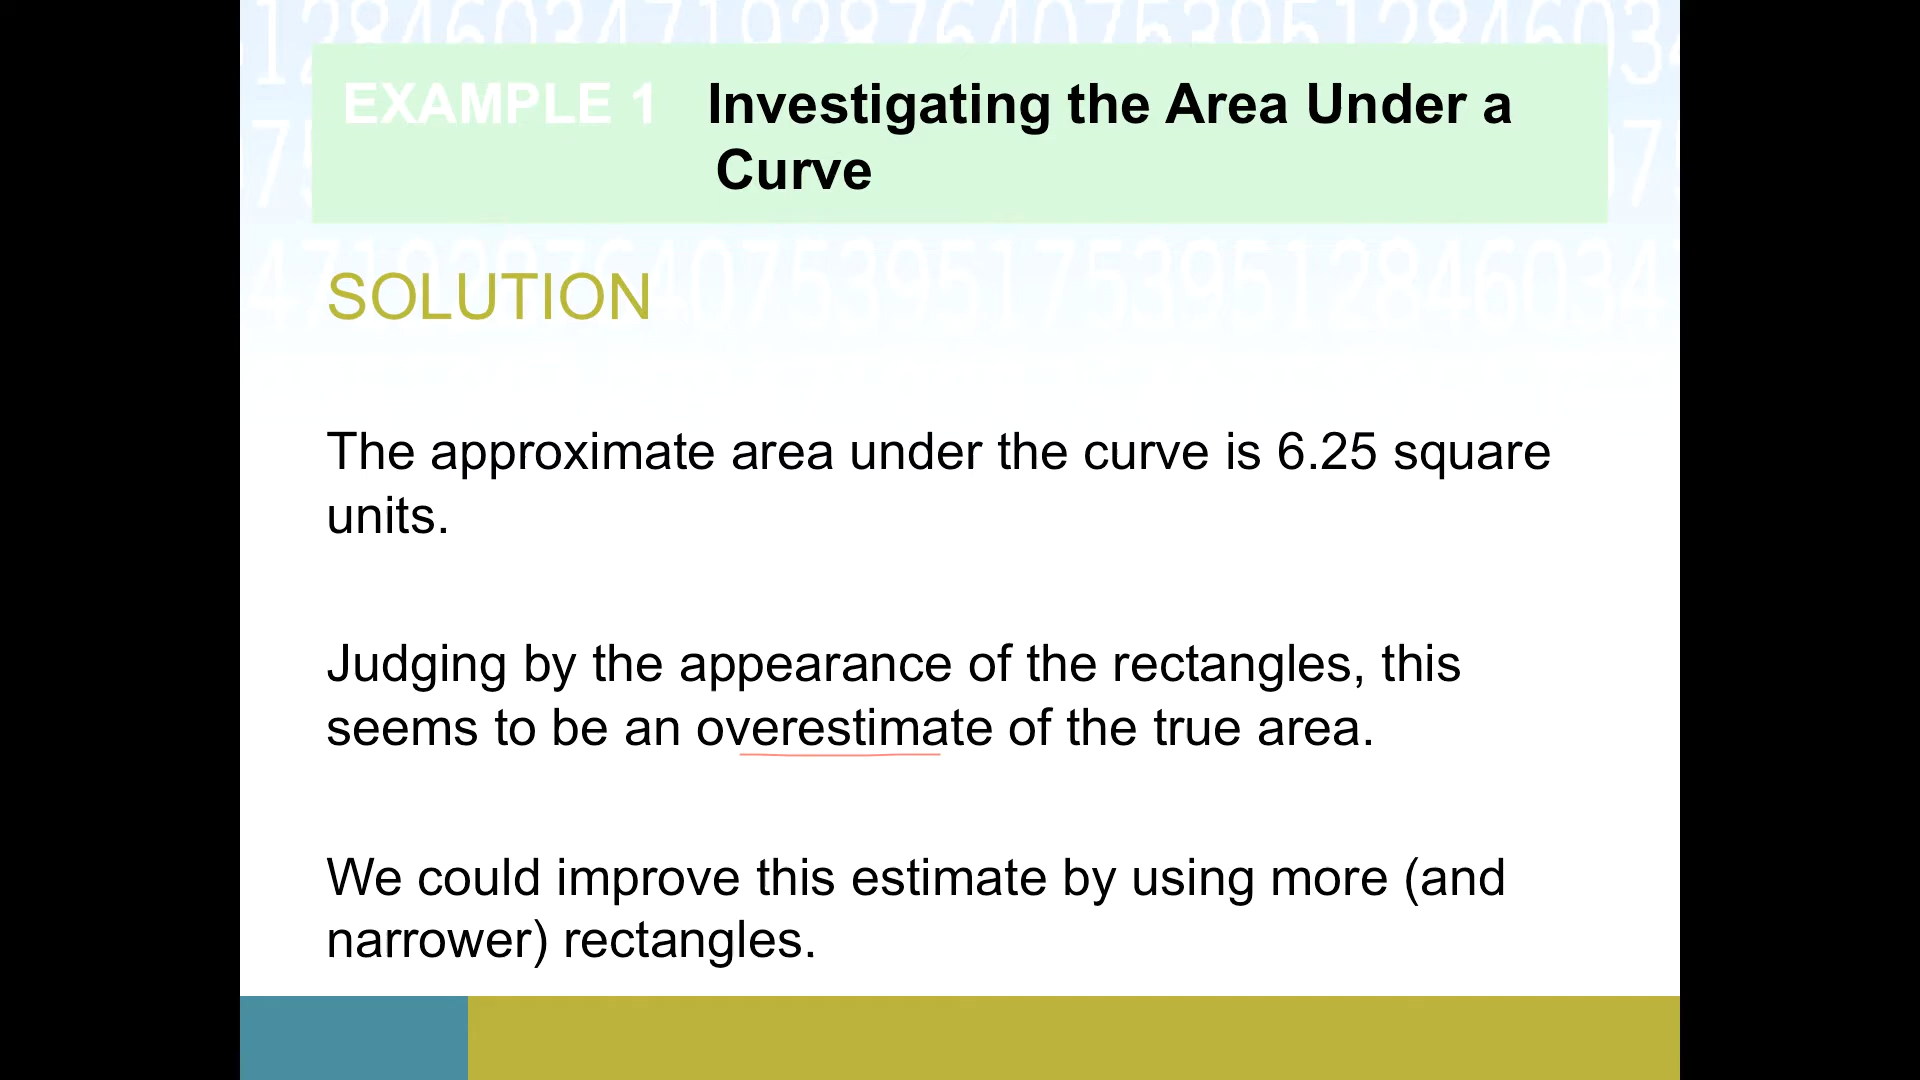 EXAMPLE 1 Investigating the Area Under a
Curve
SOLUTION
The approximate area under the curve is 6.25 square
units.
Judging by the appearance of the rectangles, this
seems to be an overestimate of the true area.
We could improve this estimate by using more (and
narrower) rectangles.